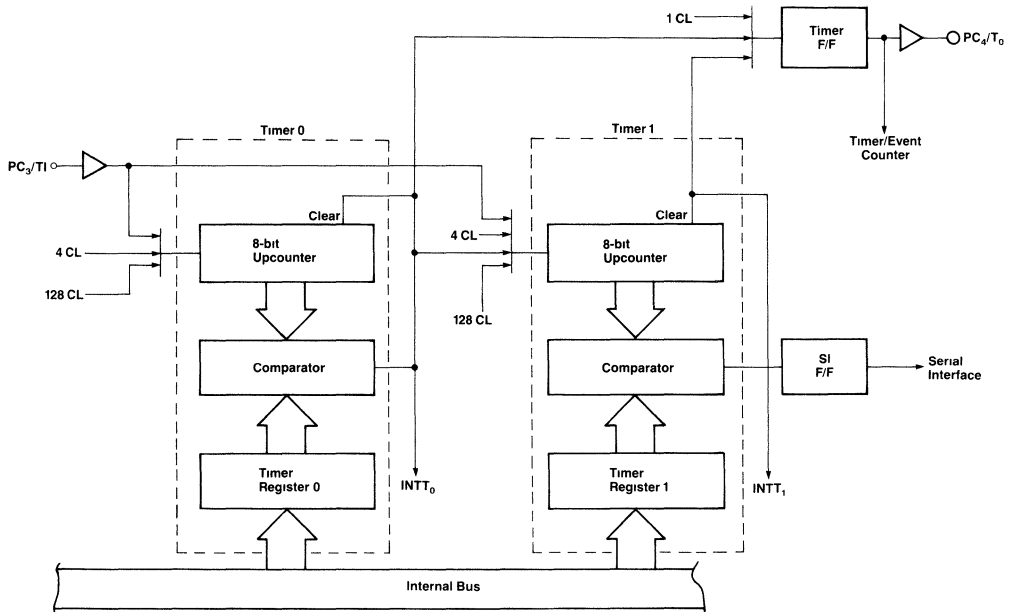 1 CL
Timer
F/F
PC4/T0
Timer/Event
Counter
Timer 0
Timer 1
PC3/TI
Clear
Clear
4 CL
8-bit
Upcounter
4 CL
8-bit
Upcounter
128 CL
128 CL
Comparator
Comparator
SI
F/F
Serial
Interface
Timer
Register 0
INTT0
Timer
Register 1
INTT1
Internal Bus